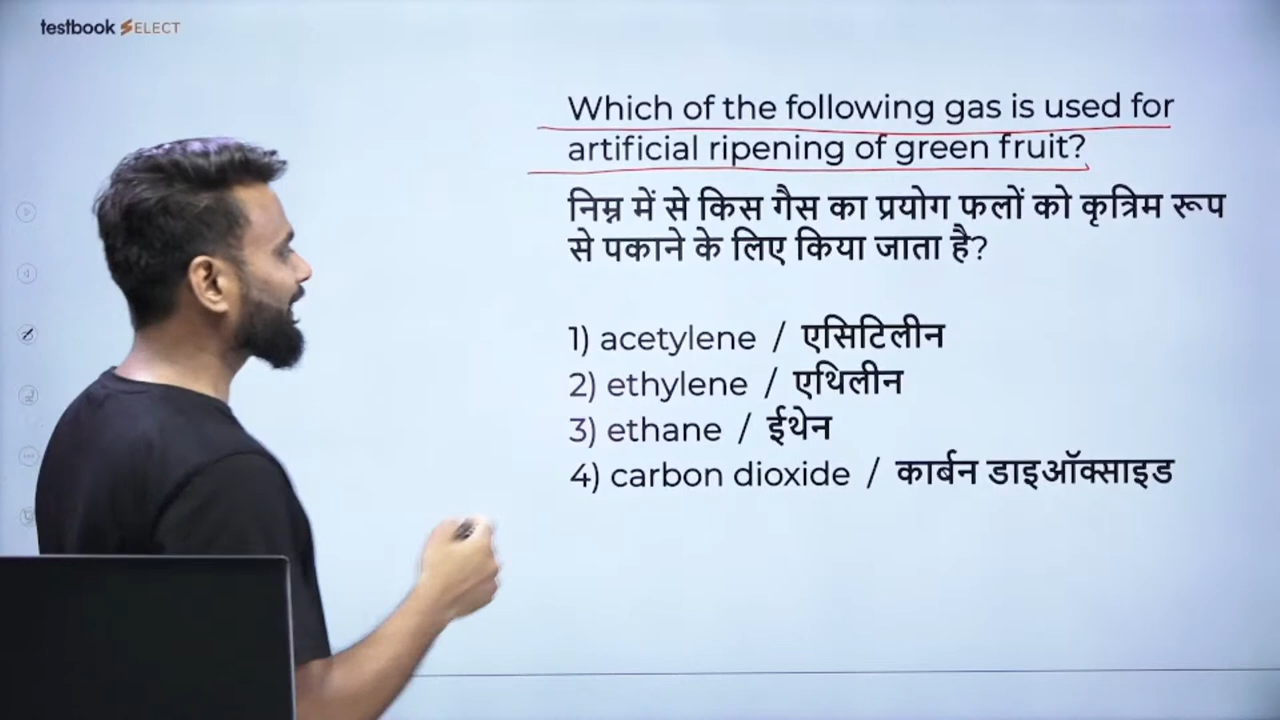 testbook SELECT
Which of the following gas is used for
artificial ripening of green fruit?
निम्न में से किस गैस का प्रयोग फलों को कृत्रिम रूप
से पकाने के लिए किया जाता है?
1) acetylene / एसिटिलीन
2) ethylene / एथिलीन
3) ethane / ईथेन
4) carbon dioxide / कार्बन डाइऑक्साइड